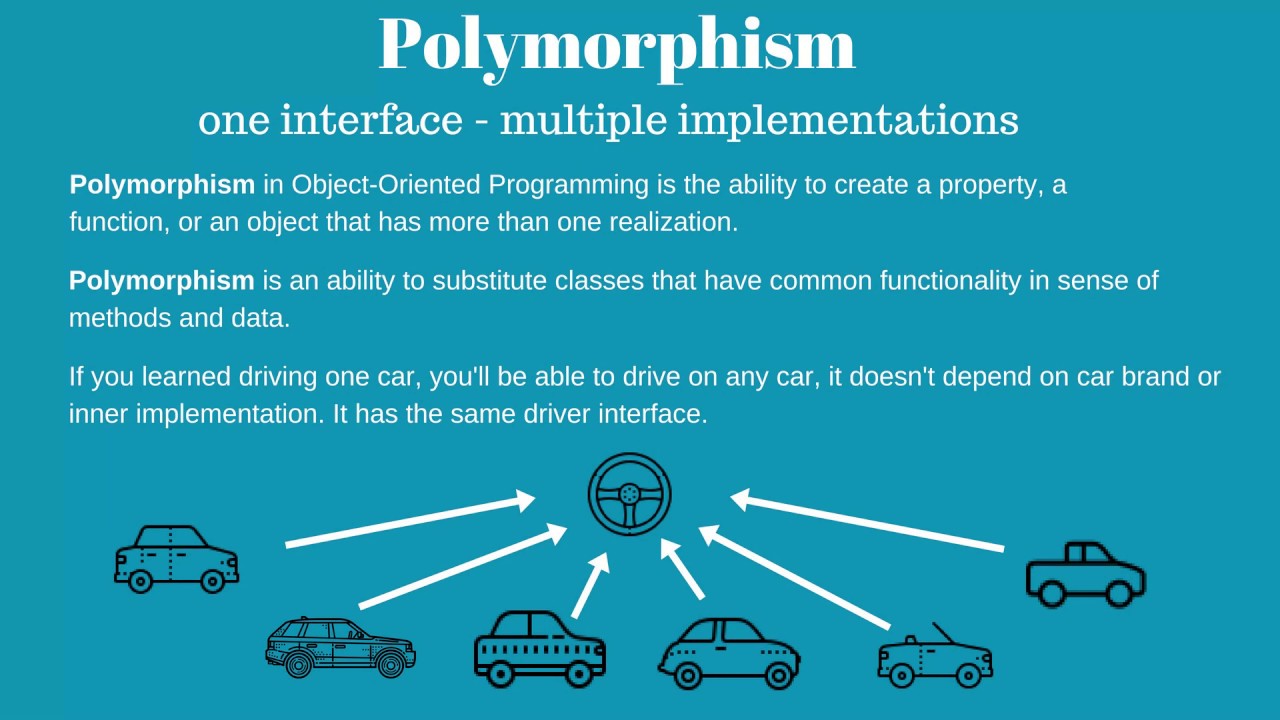 Polymorphism
one interface - multiple implementations
Polymorphism in Object-Oriented Programming is the ability to create a property, a
function, or an object that has more than one realization.
Polymorphism is an ability to substitute classes that have common functionality in sense of
methods and data.
If you learned driving one car, you'll be able to drive on any car, it doesn't depend on car brand or
inner implementation. It has the same driver interface.